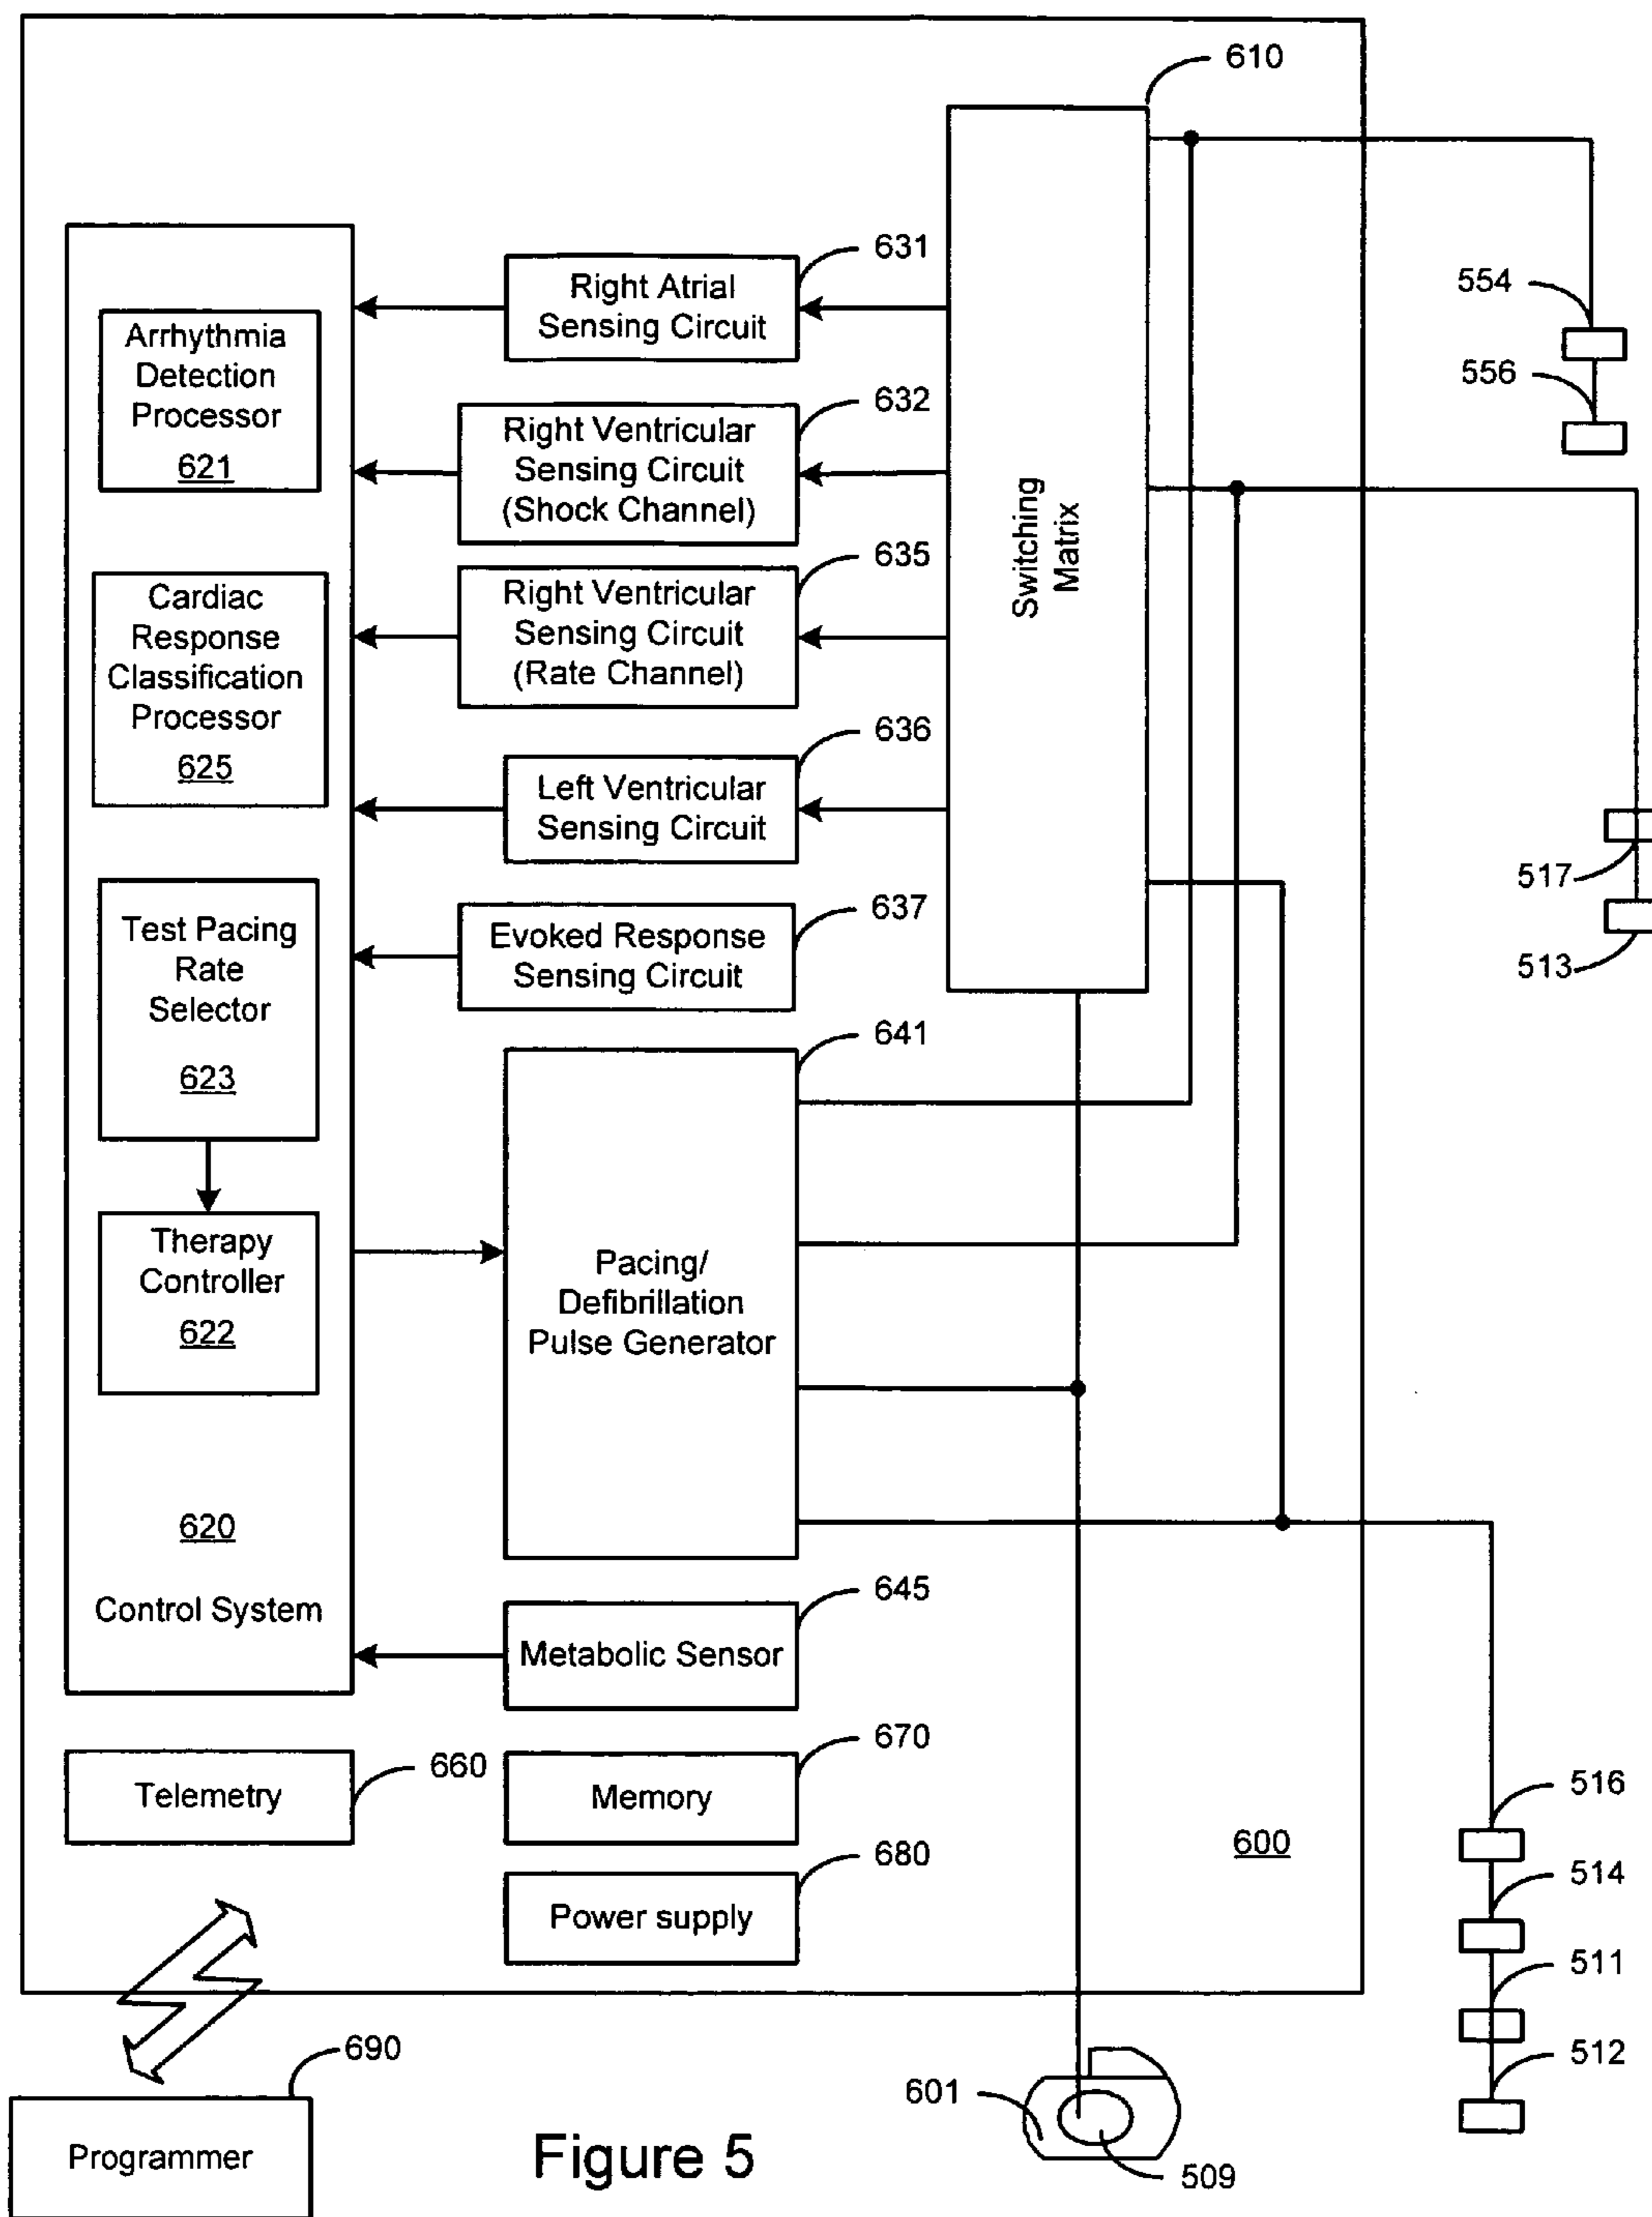 610
631
Right Atrial
Sensing Circuit
554
556
Arrhythmia
Detection
Processor
621
632
Right Ventricular
Sensing Circuit
(Shock Channel)
Switching
Matrix
635
Right Ventricular
Sensing Circuit
(Rate Channel)
Cardiac
Response
Classification
Processor
625
636
Left Ventricular
Sensing Circuit
517
513
637
Evoked Response
Sensing Circuit
Test Pacing
Rate
Selector
623
641
Therapy
Controller
622
Pacing/
Defibrillation
Pulse Generator
620
Control System
645
Metabolic Sensor
Telemetry
660
670
Memory
680
Power supply
600
516
514
511
512
690
Programmer
601
509
Figure 5